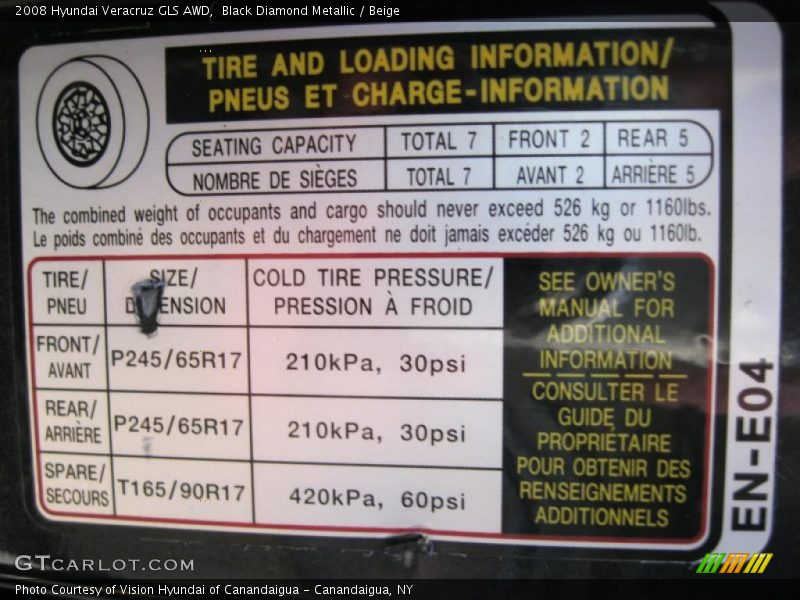 2008 Hyundai Veracruz GLS AWD, Black Diamond Metallic / Beige
TIRE AND LOADING INFORMATION/
PNEUS ET CHARGE-INFORMATION
SEATING CAPACITY TOTAL 7 FRONT 2 REAR 5
NOMBRE DE SIÈGES TOTAL 7 AVANT 2 ARRIÈRE 5
The combined weight of occupants and cargo should never exceed 526 kg or 1160lbs.
Le poids combiné des occupants et du chargement ne doit jamais excéder 526 kg ou 1160lb.
TIRE/
PNEU
SIZE/
COLD TIRE PRESSURE/
PRESSION À FROID
FRONT/
AVANT
P245/65R17
210kPa, 30psi
REAR/
ARRIÈRE
P245/65R17
210kPa, 30psi
SPARE/
SECOURS
T165/90R17
420kPa, 60psi
SEE OWNER'S
MANUAL FOR
ADDITIONAL
INFORMATION
CONSULTER LE
GUIDE DU
PROPRIÉTAIRE
POUR OBTENIR DES
RENSEIGNEMENTS
ADDITIONNELS
EN-E04
GTCARLOT.COM
Photo Courtesy of Vision Hyundai of Canandaigua - Canandaigua, NY